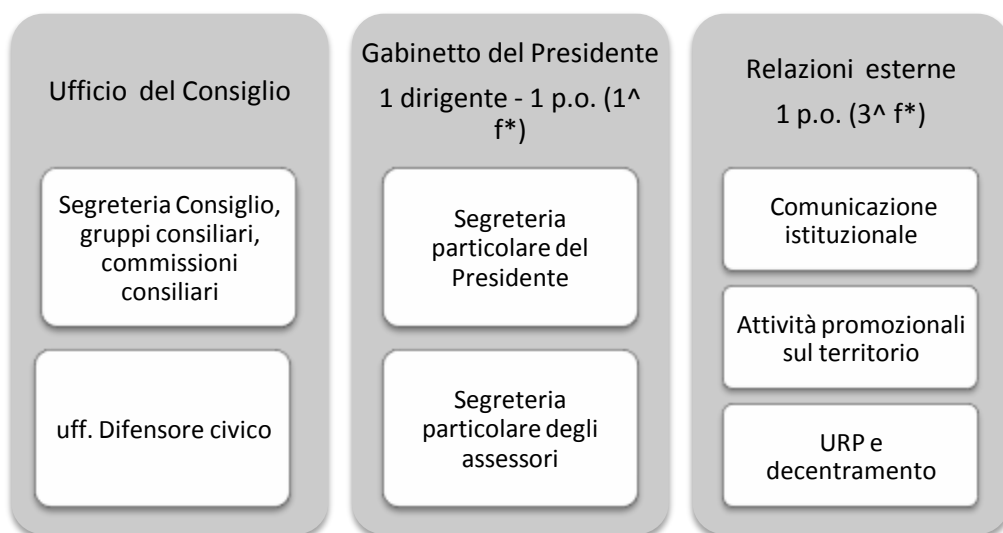 Ufficio del Consiglio
Segreteria Consiglio,
gruppi consiliari,
commissioni
consiliari
uff. Difensore civico
Gabinetto del Presidente
1 dirigente - 1 p.o. (1^
f*)
Segreteria
particolare del
Presidente
Segreteria
particolare degli
assessori
Relazioni esterne
1 p.o. (3^ f*)
Comunicazione
istituzionale
Attività promozionali
sul territorio
URP e
decentramento